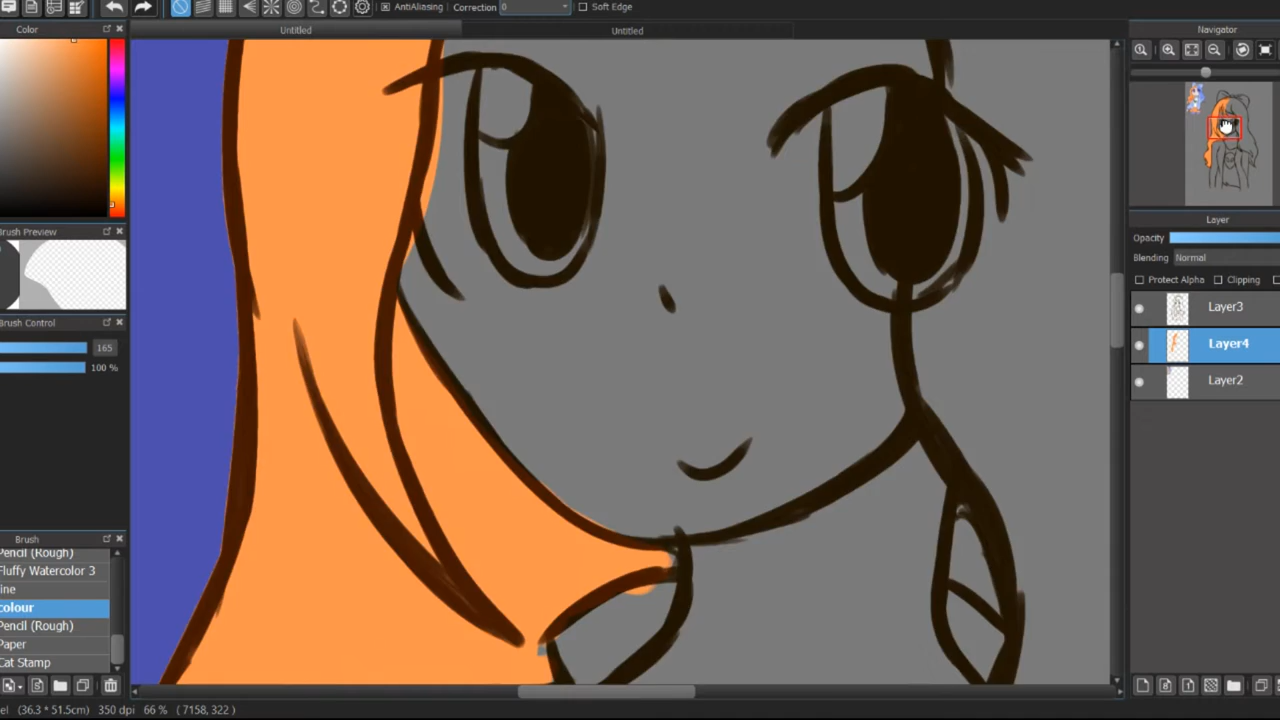 AntiAliasing Correction 0 Soft Edge
Color
Untitled
Untitled
Navigator
Brush Preview
Layer
Opacity
Blending Normal
Protect Alpha Clipping
Layer3
Layer4
Layer2
Brush Control
165
100 %
Brush
Pencil (Rough)
Fluffy Watercolor 3
ine
colour
Pencil (Rough)
Paper
Cat Stamp
el (36.3 * 51.5cm) 350 dpi 66 % ( 7158, 322 )